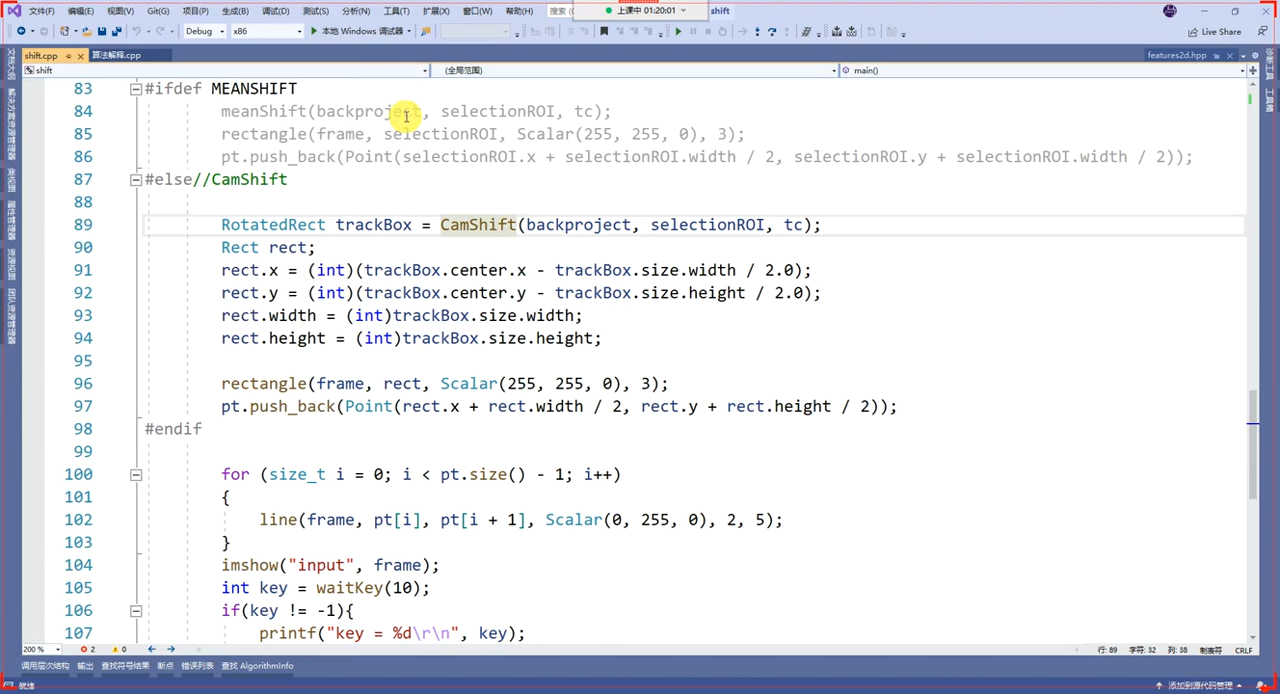 文件(F) 编辑(E) 视图(V) Git(G) 项目(P) 生成(B) 调试(D) 测试(S) 分析(N) 工具(T) 扩展(X) 窗口(W) 帮助(H) 搜索 上课中 01:20:01 shift
Debug x86 本地 Windows 调试器 Live Share
shift.cpp 算法解释.cpp features2d.hpp
shift (全局范围) main()
83 #ifdef MEANSHIFT
84 meanShift(backproject, selectionROI, tc);
85 rectangle(frame, selectionROI, Scalar(255, 255, 0), 3);
86 pt.push_back(Point(selectionROI.x + selectionROI.width / 2, selectionROI.y + selectionROI.width / 2));
87 #else//CamShift
88
89 RotatedRect trackBox = CamShift(backproject, selectionROI, tc);
90 Rect rect;
91 rect.x = (int)(trackBox.center.x - trackBox.size.width / 2.0);
92 rect.y = (int)(trackBox.center.y - trackBox.size.height / 2.0);
93 rect.width = (int)trackBox.size.width;
94 rect.height = (int)trackBox.size.height;
95
96 rectangle(frame, rect, Scalar(255, 255, 0), 3);
97 pt.push_back(Point(rect.x + rect.width / 2, rect.y + rect.height / 2));
98 #endif
99
100 for (size_t i = 0; i < pt.size() - 1; i++)
101 {
102 line(frame, pt[i], pt[i + 1], Scalar(0, 255, 0), 2, 5);
103 }
104 imshow("input", frame);
105 int key = waitKey(10);
106 if(key != -1){
107 printf("key = %d\r\n", key);
200 % 2 0 行: 89 字符: 32 列: 38 制表符 CRLF
调用层次结构 输出 查找符号结果 断点 错误列表 查找 AlgorithmInfo
就绪 添加到源代码管理